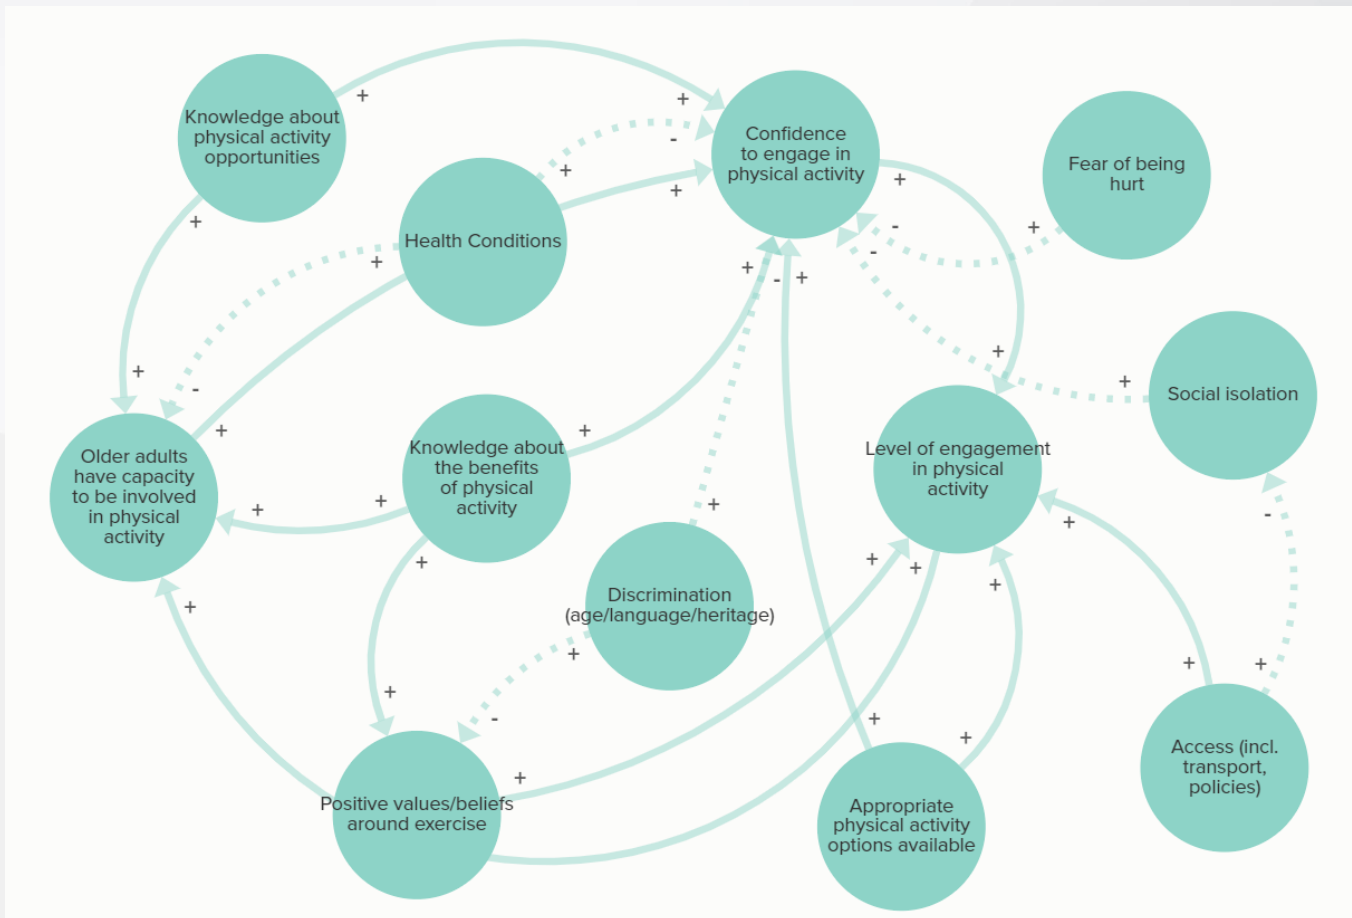 Knowledge about
physical activity
opportunities
Confidence
to engage in
physical activity
Fear of being
hurt
Health Conditions
Social isolation
Older adults
have capacity
to be involved
in physical
activity
Knowledge about
the benefits
of physical
activity
Level of engagement
in physical
activity
Discrimination
(age/language/heritage)
Positive values/beliefs
around exercise
Appropriate
physical activity
options available
Access (incl.
transport,
policies)
+
+
+
-
+
+
+
+
-
+
-
+
+
-
+
+
-
+
+
+
+
-
+
+
+
+
+
+
+
+
+
-
+
+
+
+
+
+
-
+
+